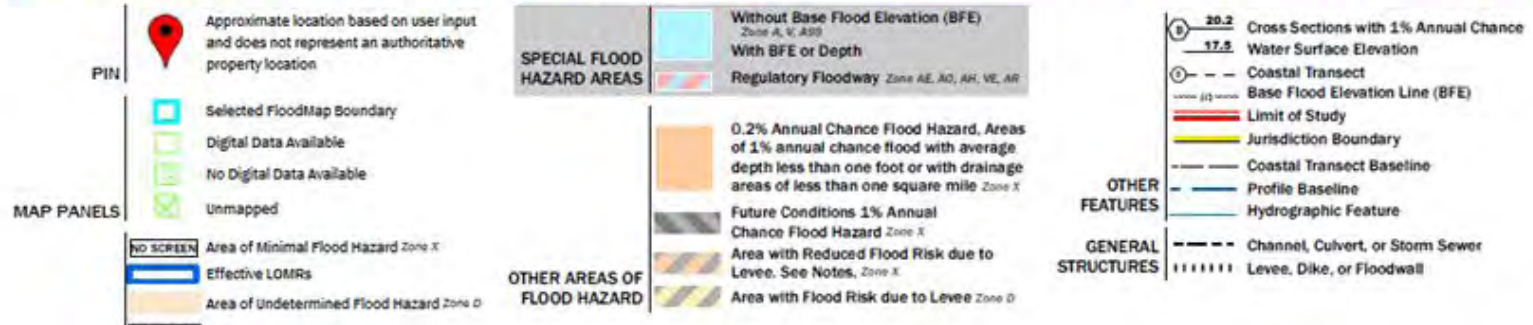 PIN
Approximate location based on user input
and does not represent an authoritative
property location
MAP PANELS
Selected FloodMap Boundary
Digital Data Available
No Digital Data Available
Unmapped
NO SCREEN Area of Minimal Flood Hazard Zone X
Effective LOMRs
Area of Undetermined Flood Hazard Zone D
SPECIAL FLOOD
HAZARD AREAS
Without Base Flood Elevation (BFE)
Zone A, V, A99
With BFE or Depth
Regulatory Floodway Zone AE, AO, AH, VE, AR
OTHER AREAS OF
FLOOD HAZARD
0.2% Annual Chance Flood Hazard, Areas
of 1% annual chance flood with average
depth less than one foot or with drainage
areas of less than one square mile Zone X
Future Conditions 1% Annual
Chance Flood Hazard Zone X
Area with Reduced Flood Risk due to
Levee. See Notes. Zone X
Area with Flood Risk due to Levee Zone D
OTHER
FEATURES
B 20.2 Cross Sections with 1% Annual Chance
17.5 Water Surface Elevation
Coastal Transect
Base Flood Elevation Line (BFE)
Limit of Study
Jurisdiction Boundary
Coastal Transect Baseline
Profile Baseline
Hydrographic Feature
GENERAL
STRUCTURES
Channel, Culvert, or Storm Sewer
Levee, Dike, or Floodwall